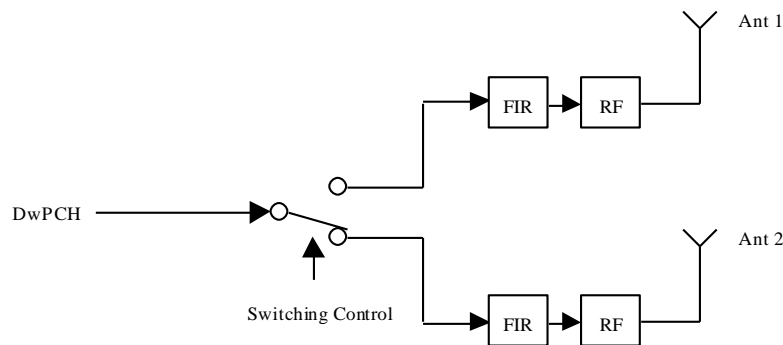 Ant 1
FIR
RF
DwPCH
Ant 2
Switching Control
FIR
RF